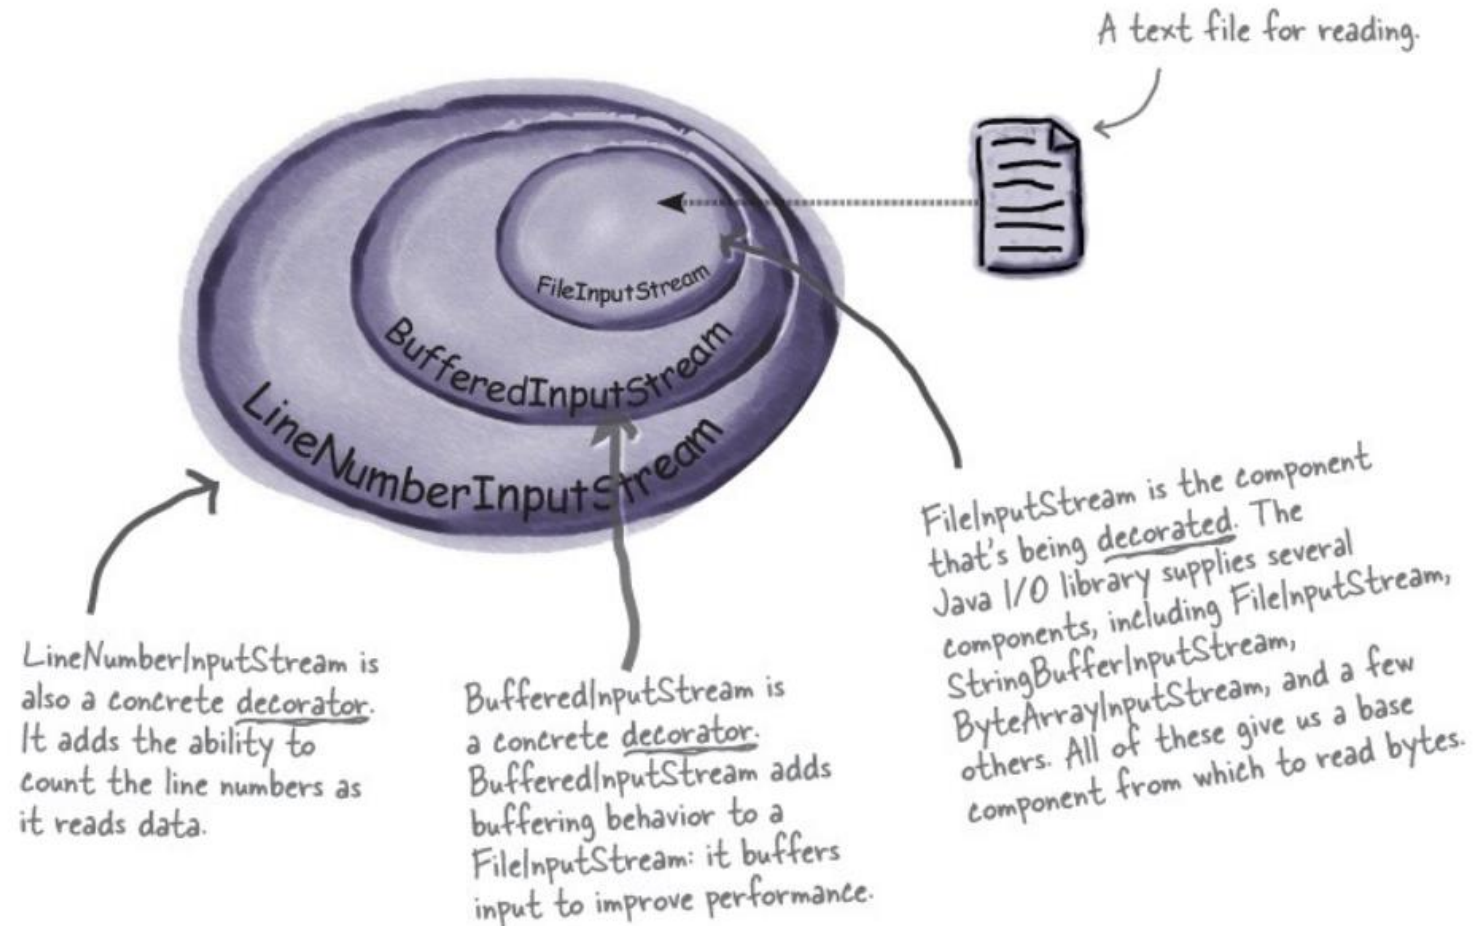 A text file for reading.
FileInputStream
BufferedInputStream
LineNumberInputStream
LineNumberInputStream is
also a concrete decorator.
It adds the ability to
count the line numbers as
it reads data.
BufferedInputStream is
a concrete decorator.
BufferedInputStream adds
buffering behavior to a
FileInputStream: it buffers
input to improve performance.
FileInputStream is the component
that's being decorated. The
Java I/O library supplies several
components, including FileInputStream,
StringBufferInputStream,
ByteArrayInputStream, and a few
others. All of these give us a base
component from which to read bytes.